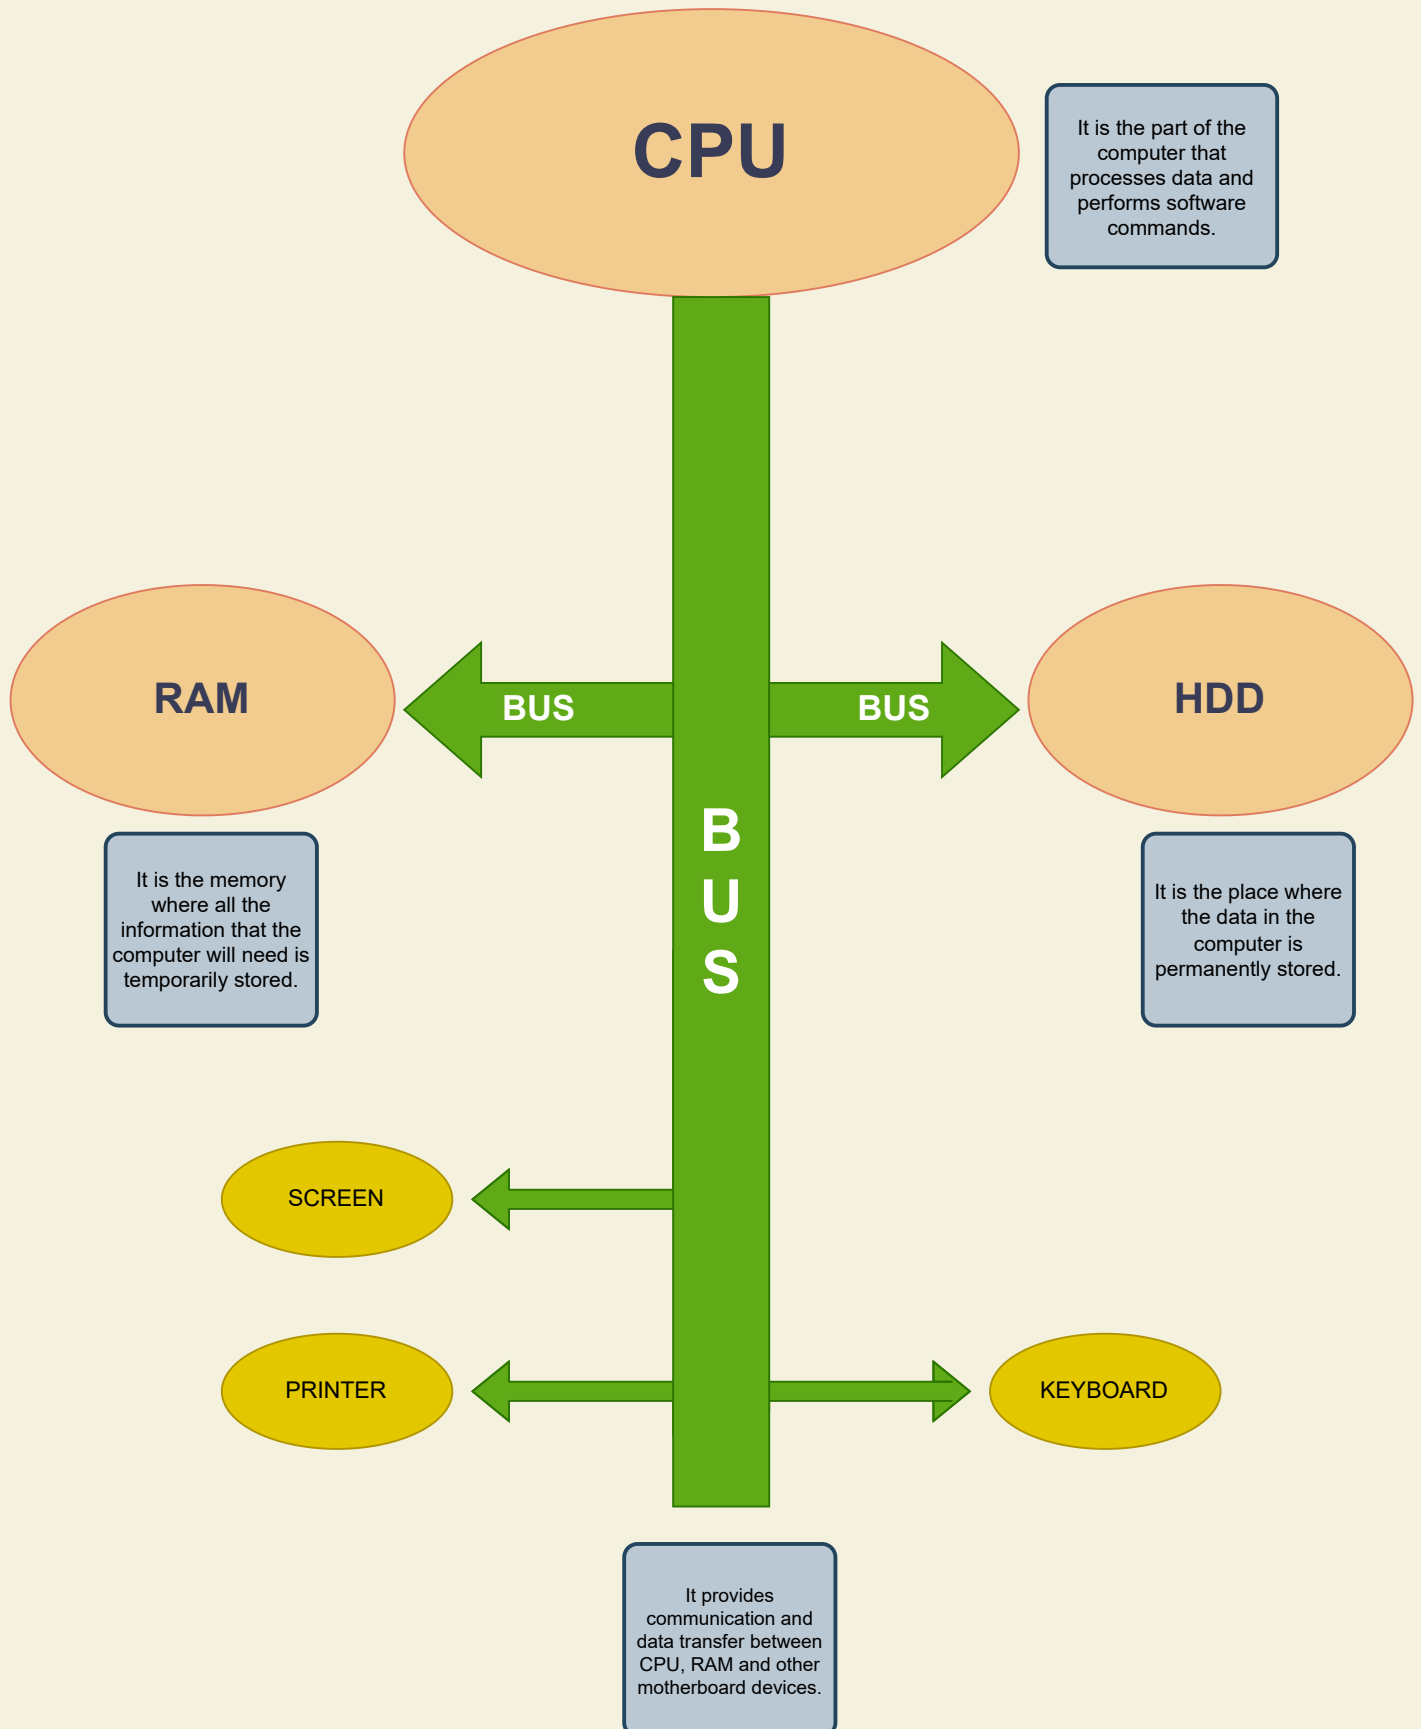 CPU
It is the part of the
computer that
processes data and
performs software
commands.
RAM
BUS
BUS
HDD
B
U
S
It is the memory
where all the
information that the
computer will need is
temporarily stored.
It is the place where
the data in the
computer is
permanently stored.
SCREEN
PRINTER
KEYBOARD
It provides
communication and
data transfer between
CPU, RAM and other
motherboard devices.